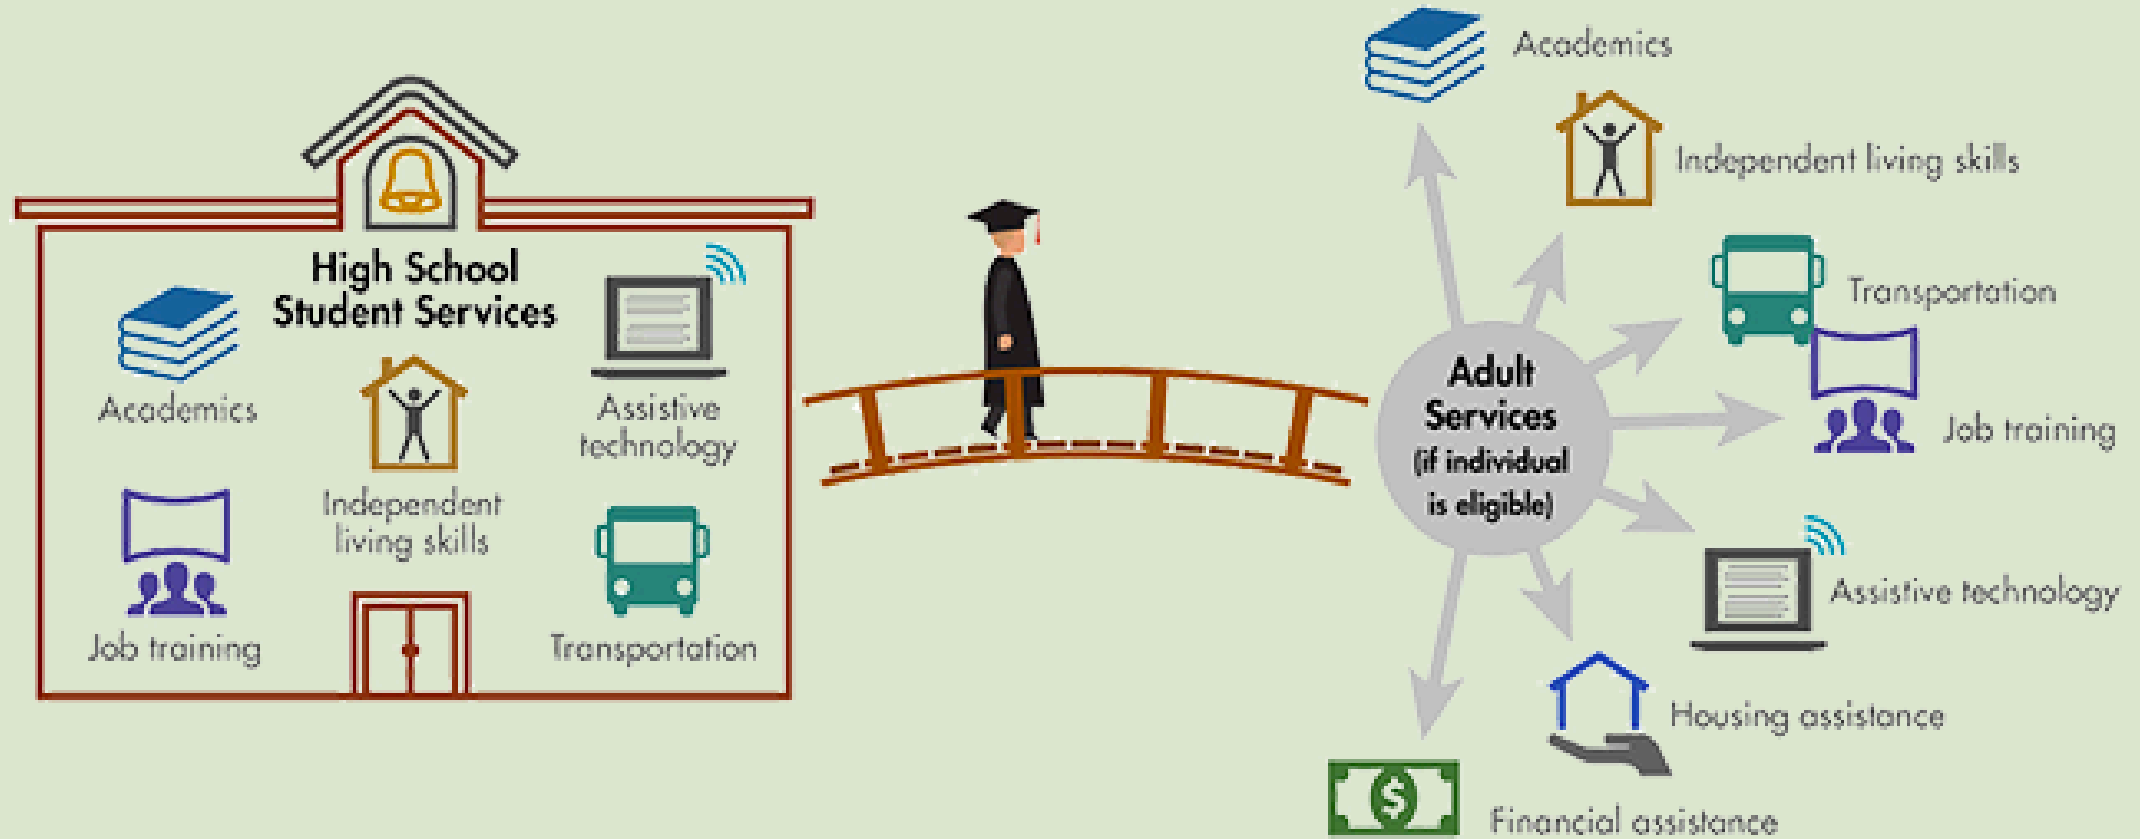 High School
Student Services
Academics
Assistive
technology
Independent
living skills
Job training
Transportation
Adult
Services
(if individual
is eligible)
Academics
Independent living skills
Transportation
Job training
Assistive technology
Housing assistance
Financial assistance